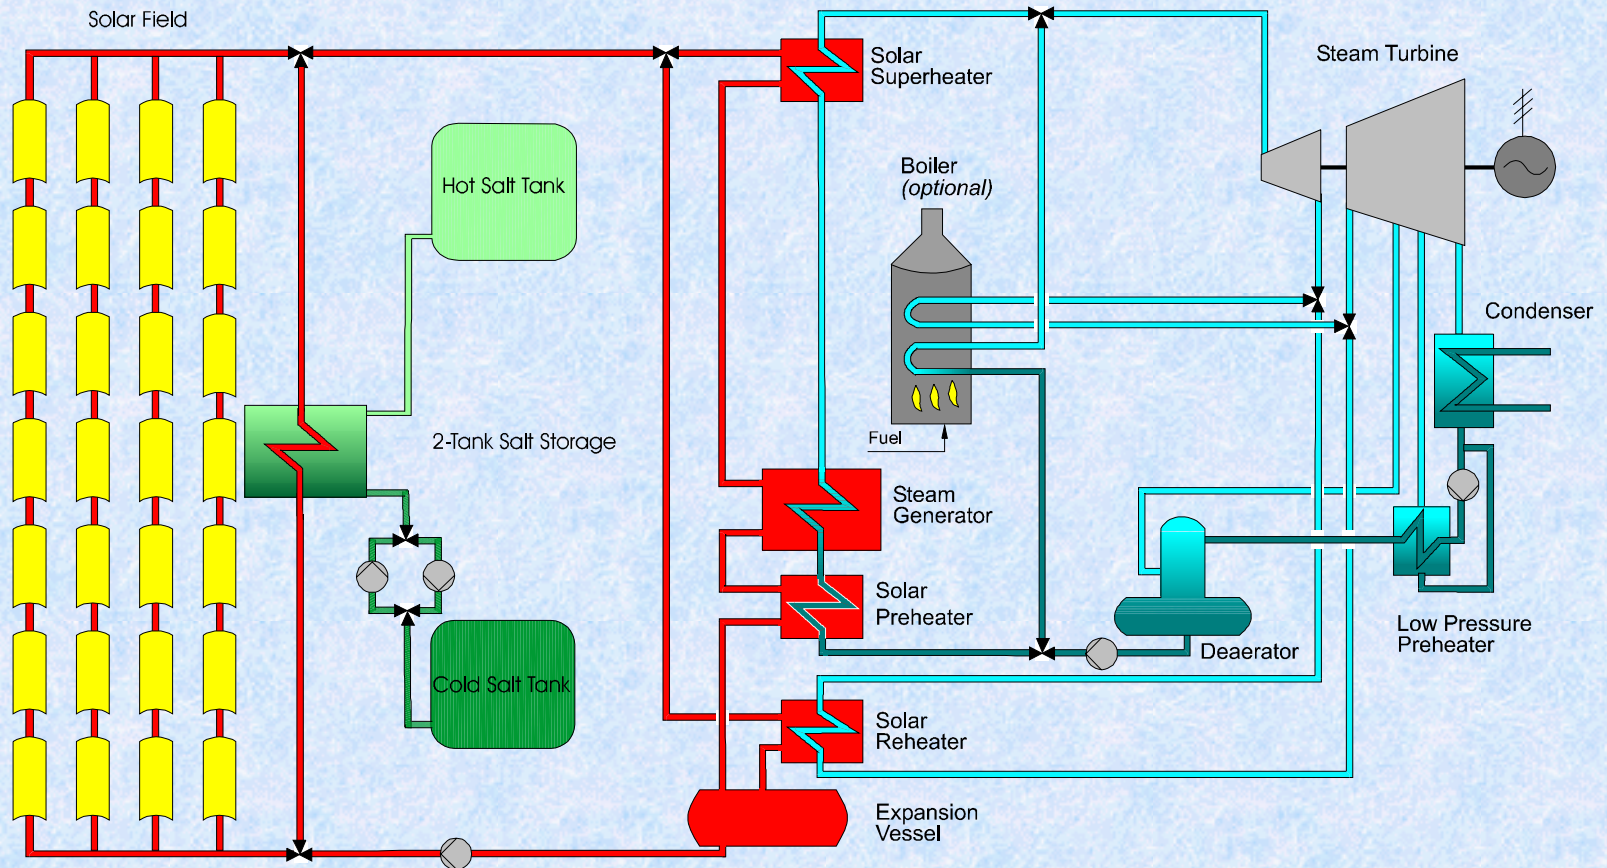 Solar Field
Solar
Superheater
Steam Turbine
Hot Salt Tank
Boiler
(optional)
Condenser
Fuel
2-Tank Salt Storage
Steam
Generator
Solar
Preheater
Low Pressure
Preheater
Deaerator
Cold Salt Tank
Solar
Reheater
Expansion
Vessel